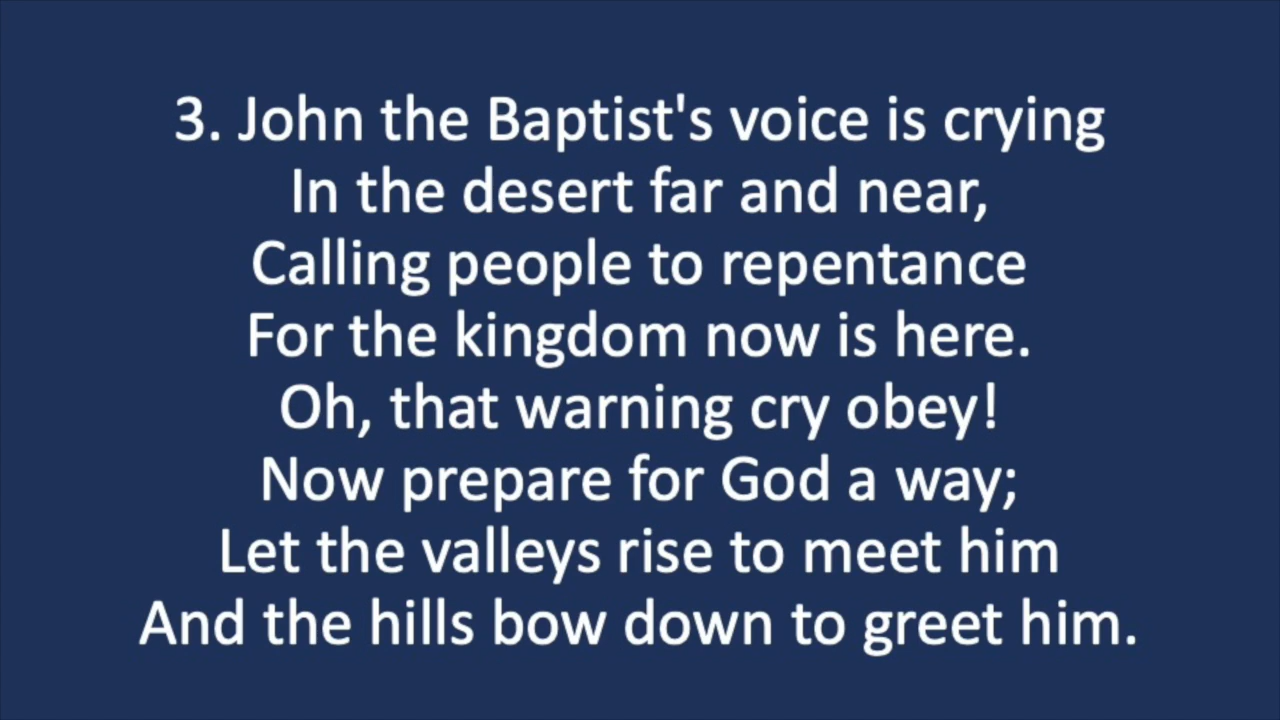 3. John the Baptist's voice is crying
In the desert far and near,
Calling people to repentance
For the kingdom now is here.
Oh, that warning cry obey!
Now prepare for God a way;
Let the valleys rise to meet him
And the hills bow down to greet him.